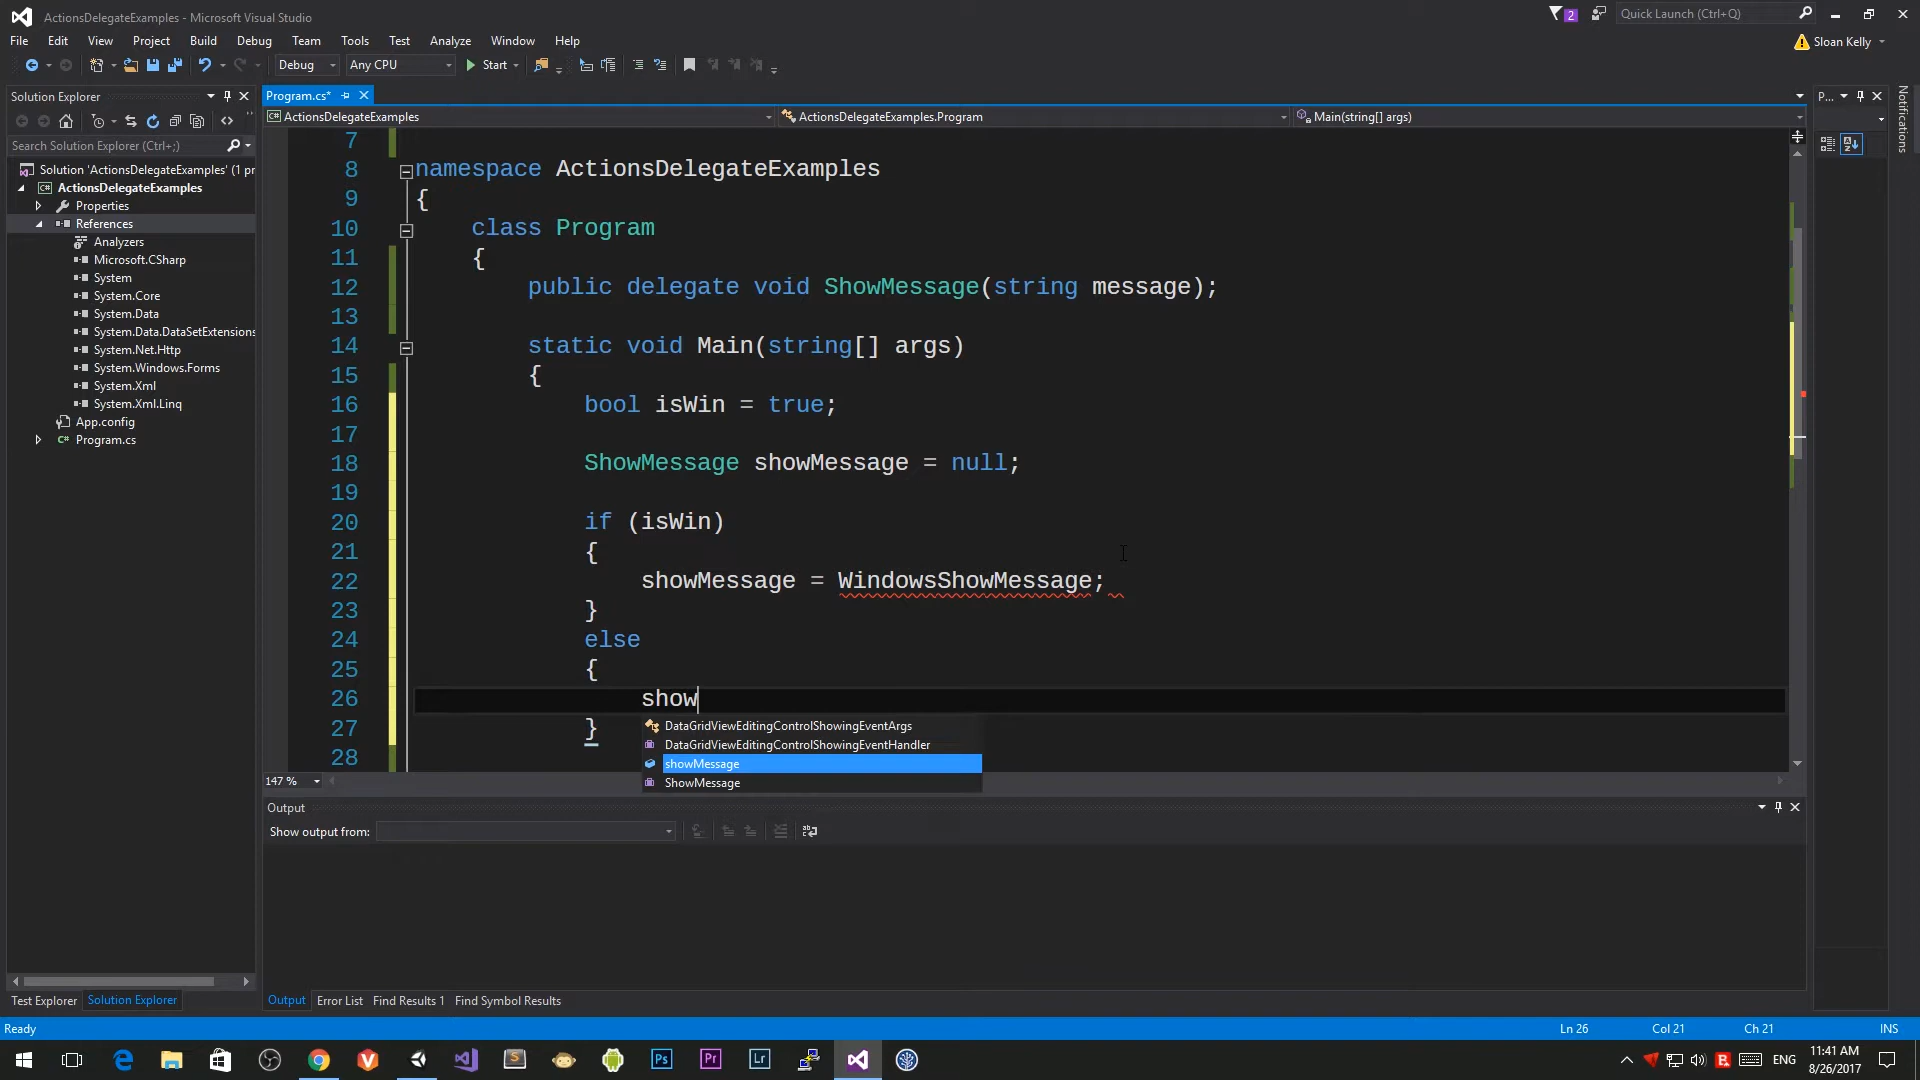 ActionsDelegateExamples - Microsoft Visual Studio
2
Quick Launch (Ctrl+Q)
File Edit View Project Build Debug Team Tools Test Analyze Window Help
Sloan Kelly
Debug Any CPU Start
Solution Explorer
Search Solution Explorer (Ctrl+;)
Solution 'ActionsDelegateExamples' (1 pr
ActionsDelegateExamples
Properties
References
Analyzers
Microsoft.CSharp
System
System.Core
System.Data
System.Data.DataSetExtensions
System.Net.Http
System.Windows.Forms
System.Xml
System.Xml.Linq
App.config
Program.cs
Test Explorer Solution Explorer
Program.cs*
ActionsDelegateExamples ActionsDelegateExamples.Program Main(string[] args)
7
8 namespace ActionsDelegateExamples
9 {
10 class Program
11 {
12 public delegate void ShowMessage(string message);
13
14 static void Main(string[] args)
15 {
16 bool isWin = true;
17
18 ShowMessage showMessage = null;
19
20 if (isWin)
21 {
22 showMessage = WindowsShowMessage;
23 }
24 else
25 {
26 show
27 }
28
DataGridViewEditingControlShowingEventArgs
DataGridViewEditingControlShowingEventHandler
showMessage
ShowMessage
147 %
Output
Show output from:
Output Error List Find Results 1 Find Symbol Results
P...
Notifications
Ready Ln 26 Col 21 Ch 21 INS
Ps Pr Lr
ENG
11:41 AM
8/26/2017